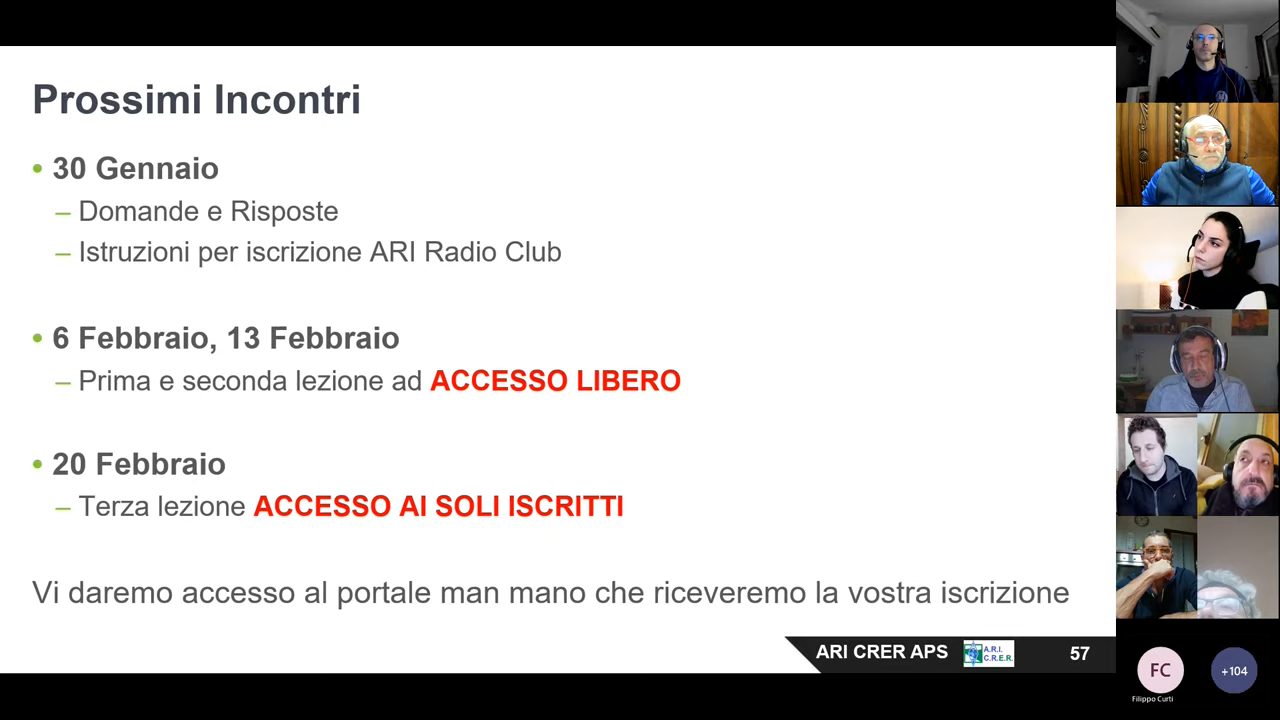 Prossimi Incontri
• 30 Gennaio
– Domande e Risposte
– Istruzioni per iscrizione ARI Radio Club
• 6 Febbraio, 13 Febbraio
– Prima e seconda lezione ad ACCESSO LIBERO
• 20 Febbraio
– Terza lezione ACCESSO AI SOLI ISCRITTI
Vi daremo accesso al portale man mano che riceveremo la vostra iscrizione
ARI CRER APS
A.R.I.
C.R.E.R.
57
FC
+104
Filippo Curti